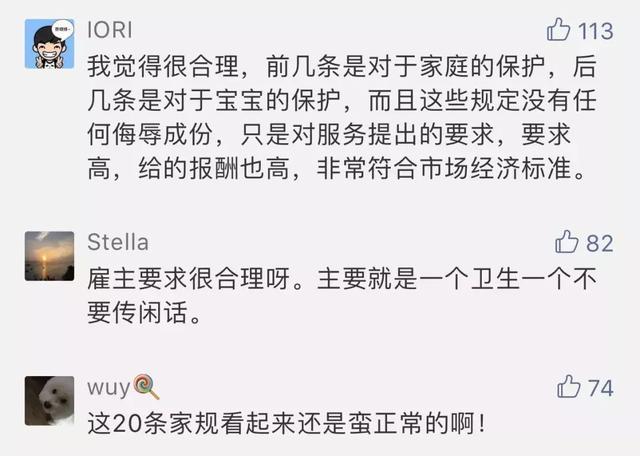 IORI
113
我觉得很合理，前几条是对于家庭的保护，后
几条是对于宝宝的保护，而且这些规定没有任
何侮辱成份，只是对服务提出的要求，要求
高，给的报酬也高，非常符合市场经济标准。
Stella
82
雇主要求很合理呀。主要就是一个卫生一个不
要传闲话。
wuy🍭
74
这20条家规看起来还是蛮正常的啊！